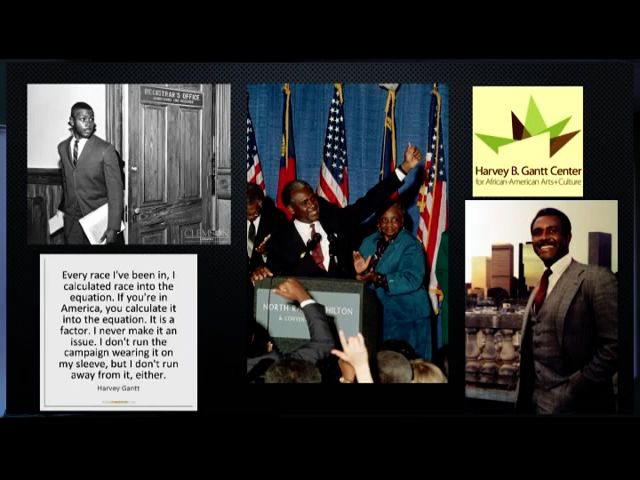 REGISTRAR'S OFFICE
CLEMSON
Every race I've been in, I
calculated race into the
equation. If you're in
America, you calculate it
into the equation. It is a
factor. I never make it an
issue. I don't run the
campaign wearing it on
my sleeve, but I don't run
away from it, either.
Harvey Gantt
NORTH HILTON
Harvey B. Gantt Center
for African-American Arts+Culture